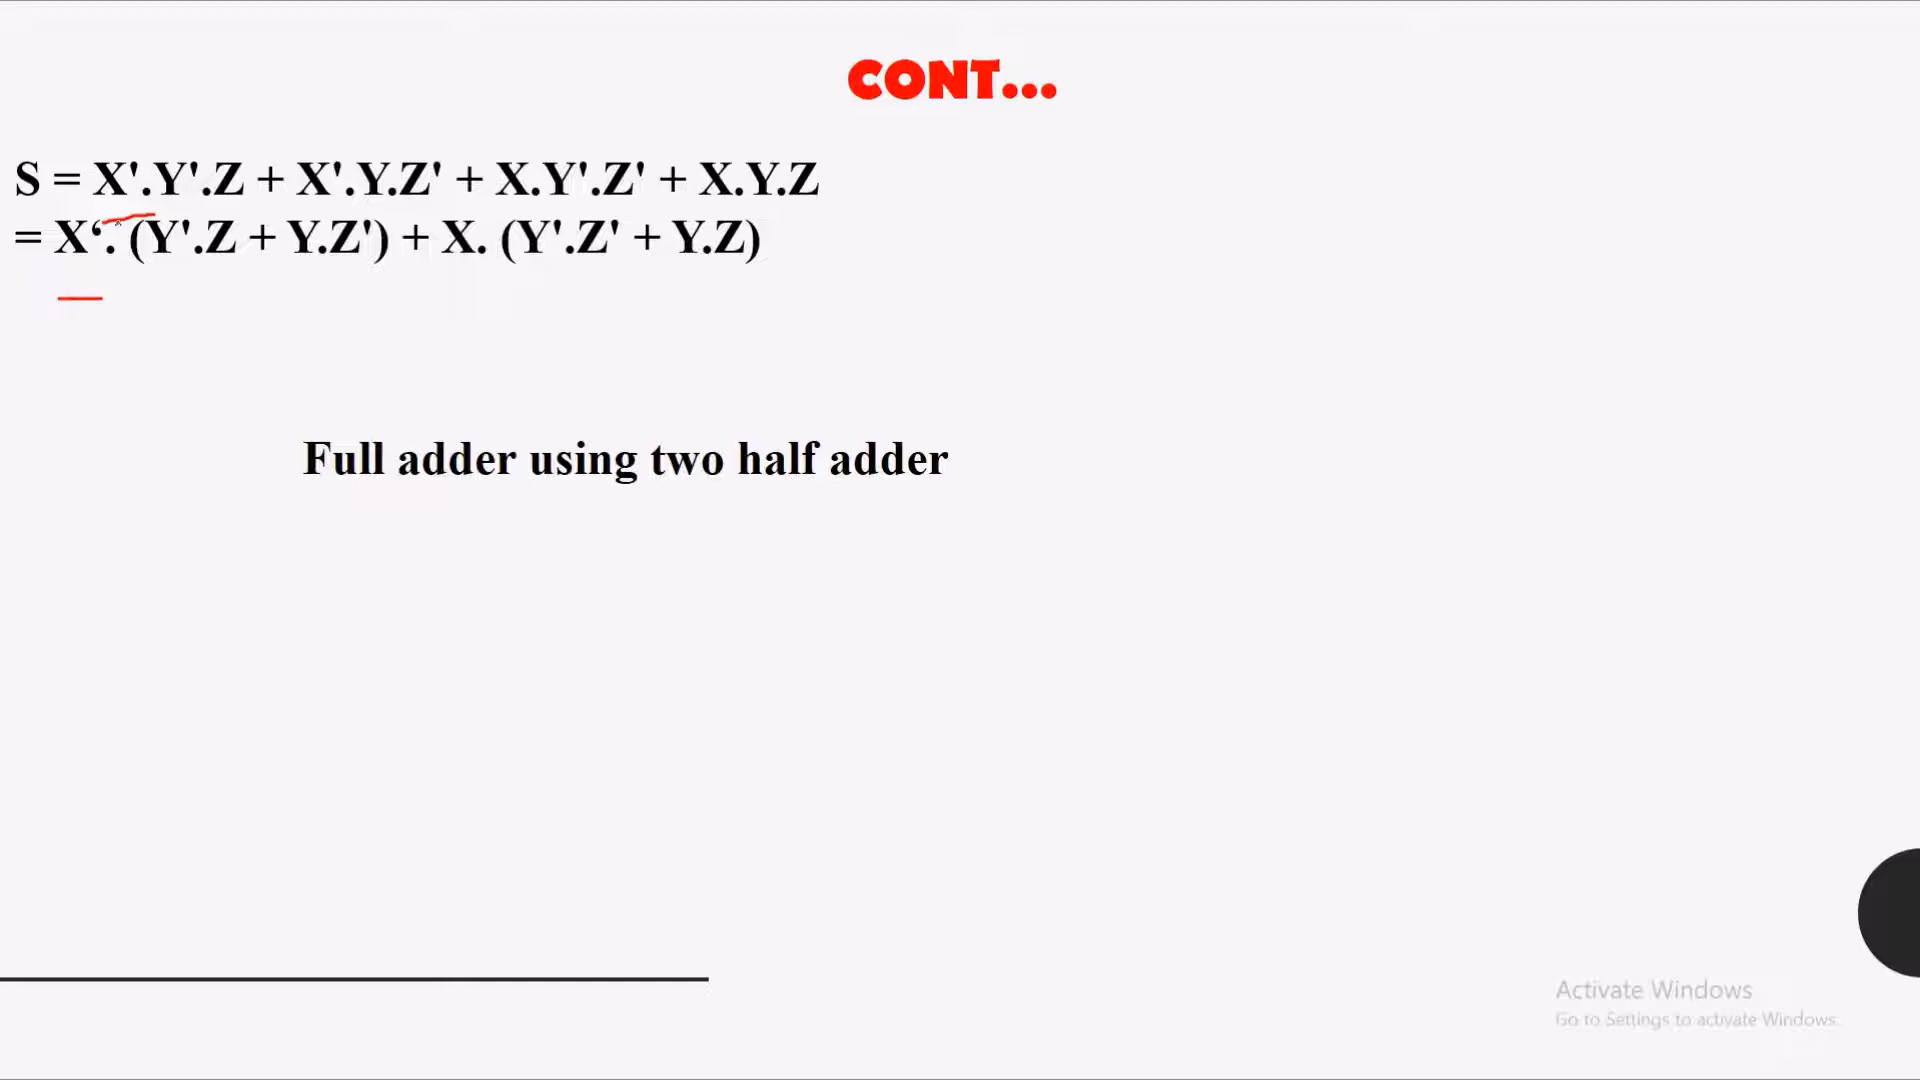 CONT...
S = X'.Y'.Z + X'.Y.Z' + X.Y'.Z' + X.Y.Z
= X‘. (Y'.Z + Y.Z') + X. (Y'.Z' + Y.Z)
Full adder using two half adder
Activate Windows
Go to Settings to activate Windows.